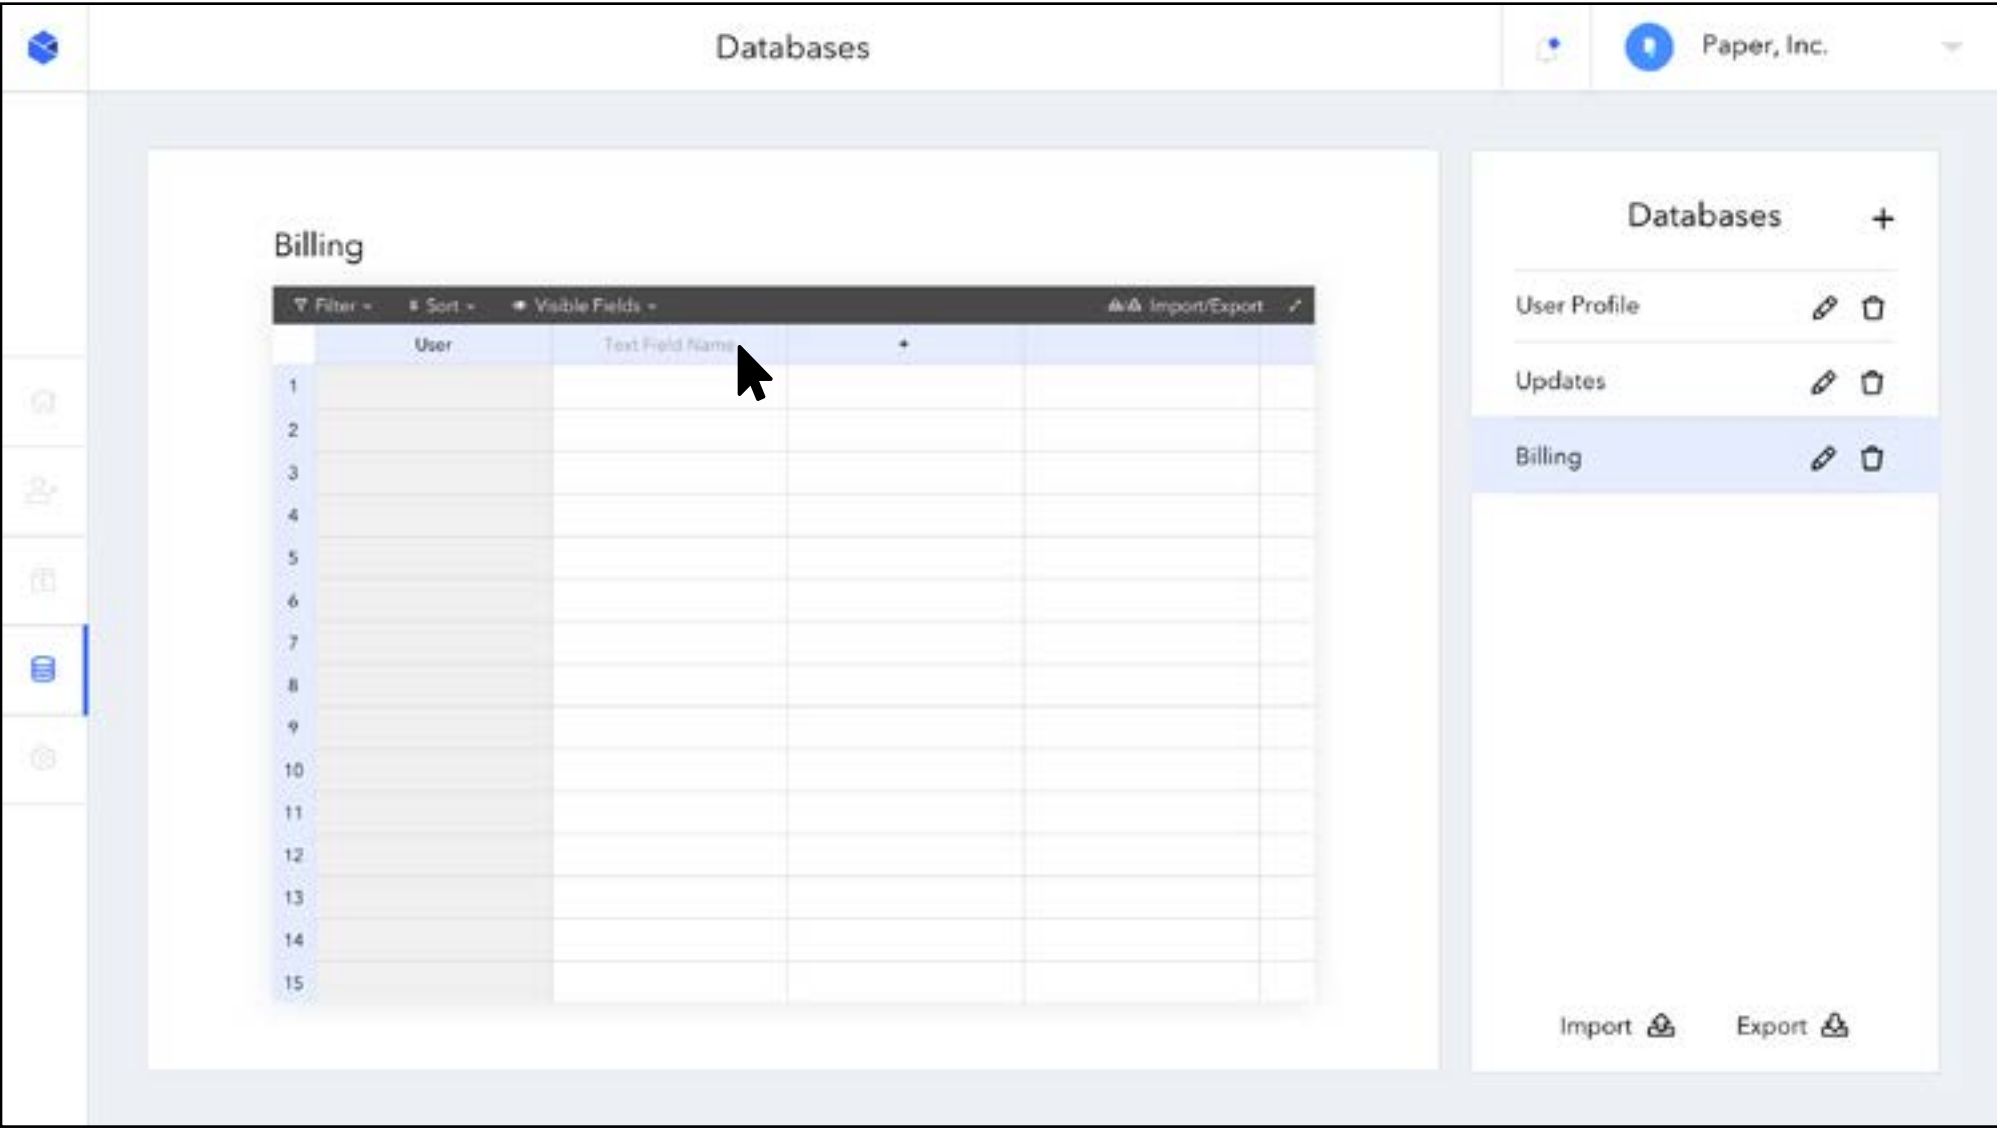 Databases
Paper, Inc.
Billing
Filter
Sort
Visible Fields
Import/Export
User
Text Field Name
+
1
2
3
4
5
6
7
8
9
10
11
12
13
14
15
Databases +
User Profile
Updates
Billing
Import
Export